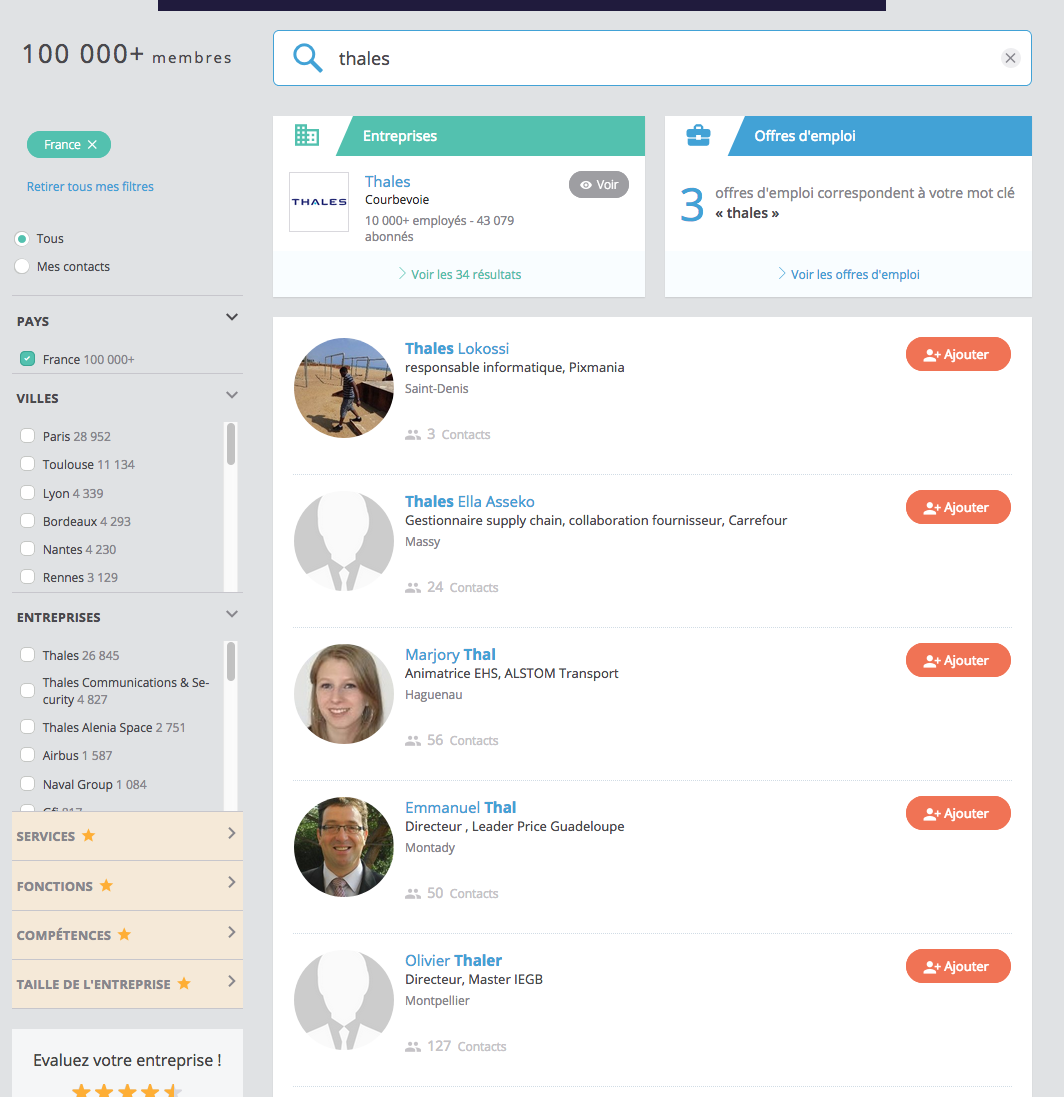 100 000+ membres
thales
France
Retirer tous mes filtres
Tous
Mes contacts
PAYS
France 100 000+
VILLES
Paris 28 952
Toulouse 11 134
Lyon 4 339
Bordeaux 4 293
Nantes 4 230
Rennes 3 129
ENTREPRISES
Thales 26 845
Thales Communications & Se-
curity 4 827
Thales Alenia Space 2 751
Airbus 1 587
Naval Group 1 084
SERVICES
FONCTIONS
COMPÉTENCES
TAILLE DE L'ENTREPRISE
Evaluez votre entreprise !
Entreprises
THALES
Thales
Courbevoie
10 000+ employés - 43 079
abonnés
Voir
Voir les 34 résultats
Offres d'emploi
3 offres d'emploi correspondent à votre mot clé
« thales »
Voir les offres d'emploi
Thales Lokossi
responsable informatique, Pixmania
Saint-Denis
3 Contacts
Ajouter
Thales Ella Asseko
Gestionnaire supply chain, collaboration fournisseur, Carrefour
Massy
24 Contacts
Ajouter
Marjory Thal
Animatrice EHS, ALSTOM Transport
Haguenau
56 Contacts
Ajouter
Emmanuel Thal
Directeur , Leader Price Guadeloupe
Montady
50 Contacts
Ajouter
Olivier Thaler
Directeur, Master IEGB
Montpellier
127 Contacts
Ajouter